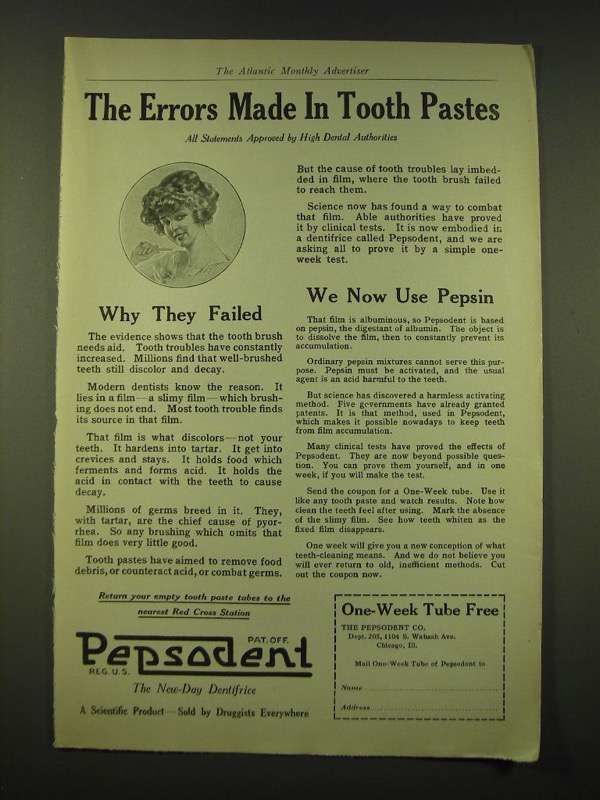 The Atlantic Monthly Advertiser
The Errors Made In Tooth Pastes
All Statements Approved by High Dental Authorities
Why They Failed
The evidence shows that the tooth brush
needs aid. Tooth troubles have constantly
increased. Millions find that well-brushed
teeth still discolor and decay.
Modern dentists know the reason. It
lies in a film—a slimy film—which brush-
ing does not end. Most tooth trouble finds
its source in that film.
That film is what discolors—not your
teeth. It hardens into tartar. It gets into
crevices and stays. It holds food which
ferments and forms acid. It holds the
acid in contact with the teeth to cause
decay.
Millions of germs breed in it. They,
with tartar, are the chief cause of pyor-
rhea. So any brushing which omits that
film does very little good.
Tooth pastes have aimed to remove food
debris, or counteract acid, or combat germs.
But the cause of tooth troubles lay imbed-
ded in film, where the tooth brush failed
to reach them.
Science now has found a way to combat
that film. Able authorities have proved
it by clinical tests. It is now embodied in
a dentifrice called Pepsodent, and we are
asking all to prove it by a simple one-
week test.
We Now Use Pepsin
That film is albuminous, so Pepsodent is based
on pepsin, the digestant of albumin. The object is
to dissolve the film, then to constantly prevent its
accumulation.
Ordinary pepsin mixtures cannot serve this pur-
pose. Pepsin must be activated, and the usual
agent is an acid harmful to the teeth.
But science has discovered a harmless activating
method. Five governments have already granted
patents. It is that method, used in Pepsodent,
which makes it possible nowadays to keep teeth
from film accumulation.
Many clinical tests have proved the effects of
Pepsodent. They are now beyond possible ques-
tion. You can prove them yourself, and in one
week, if you will make the test.
Send the coupon for a One-Week tube. Use it
like any tooth paste and watch results. Note how
clean the teeth feel after using. Mark the absence
of the slimy film. See how teeth whiten as the
fixed film disappears.
One week will give you a new conception of what
teeth-cleaning means. And we do not believe you
will ever return to old, inefficient methods. Cut
out the coupon now.
Return your empty tooth paste tubes to the
nearest Red Cross Station
PAT. OFF.
Pepsodent
REG. U.S.
The New-Day Dentifrice
A Scientific Product—Sold by Druggists Everywhere
One-Week Tube Free
THE PEPSODENT CO.
Dept. 205, 1104 S. Wabash Ave.
Chicago, Ill.
Mail One-Week Tube of Pepsodent to
Name
Address